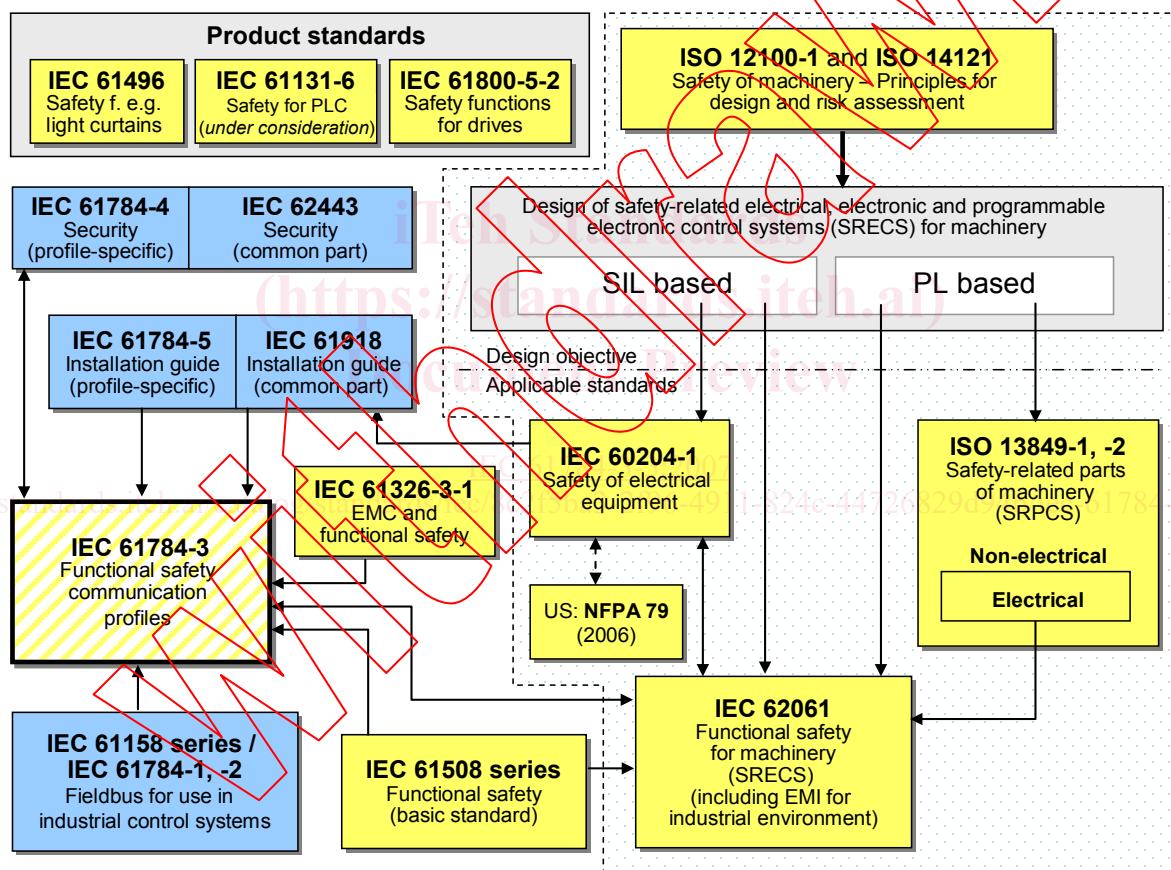 Product standards
IEC 61496
Safety f. e.g.
light curtains
IEC 61131-6
Safety for PLC
(under consideration)
IEC 61800-5-2
Safety functions
for drives
ISO 12100-1 and ISO 14121
Safety of machinery – Principles for
design and risk assessment
IEC 61784-4
Security
(profile-specific)
IEC 62443
Security
(common part)
Design of safety-related electrical, electronic and programmable
electronic control systems (SRECS) for machinery
SIL based
PL based
iTeh Standards
(https://standards.iteh.ai)
Document Preview
IEC 61784-5
Installation guide
(profile-specific)
IEC 61918
Installation guide
(common part)
Design objective
Applicable standards
IEC 60204-1
Safety of electrical
equipment
ISO 13849-1, -2
Safety-related parts
of machinery
(SRPCS)
Non-electrical
Electrical
IEC 61326-3-1
EMC and
functional safety
IEC 61784-3
Functional safety
communication
profiles
US: NFPA 79
(2006)
IEC 62061
Functional safety
for machinery
(SRECS)
(including EMI for
industrial environment)
IEC 61158 series /
IEC 61784-1, -2
Fieldbus for use in
industrial control systems
IEC 61508 series
Functional safety
(basic standard)